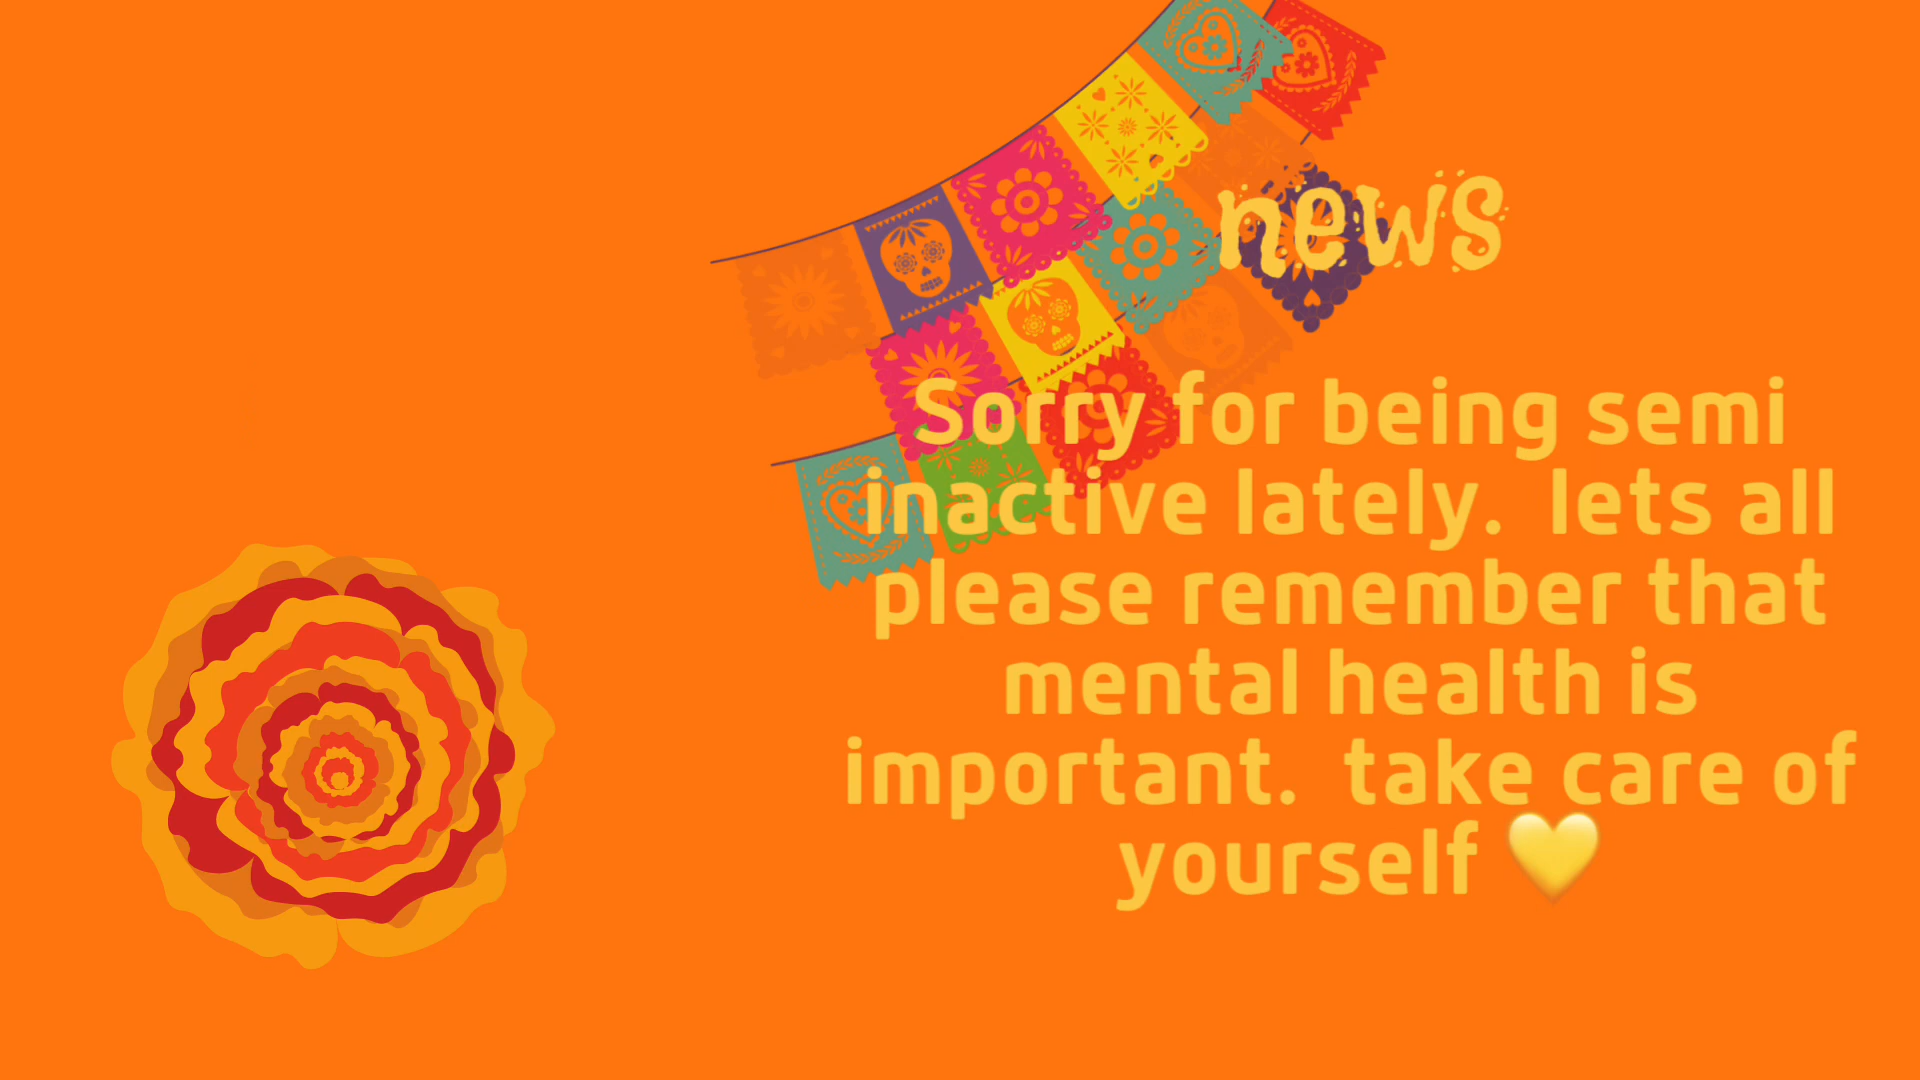 news
Sorry for being semi
inactive lately.  lets all
please remember that
mental health is
important.  take care of
yourself 💛